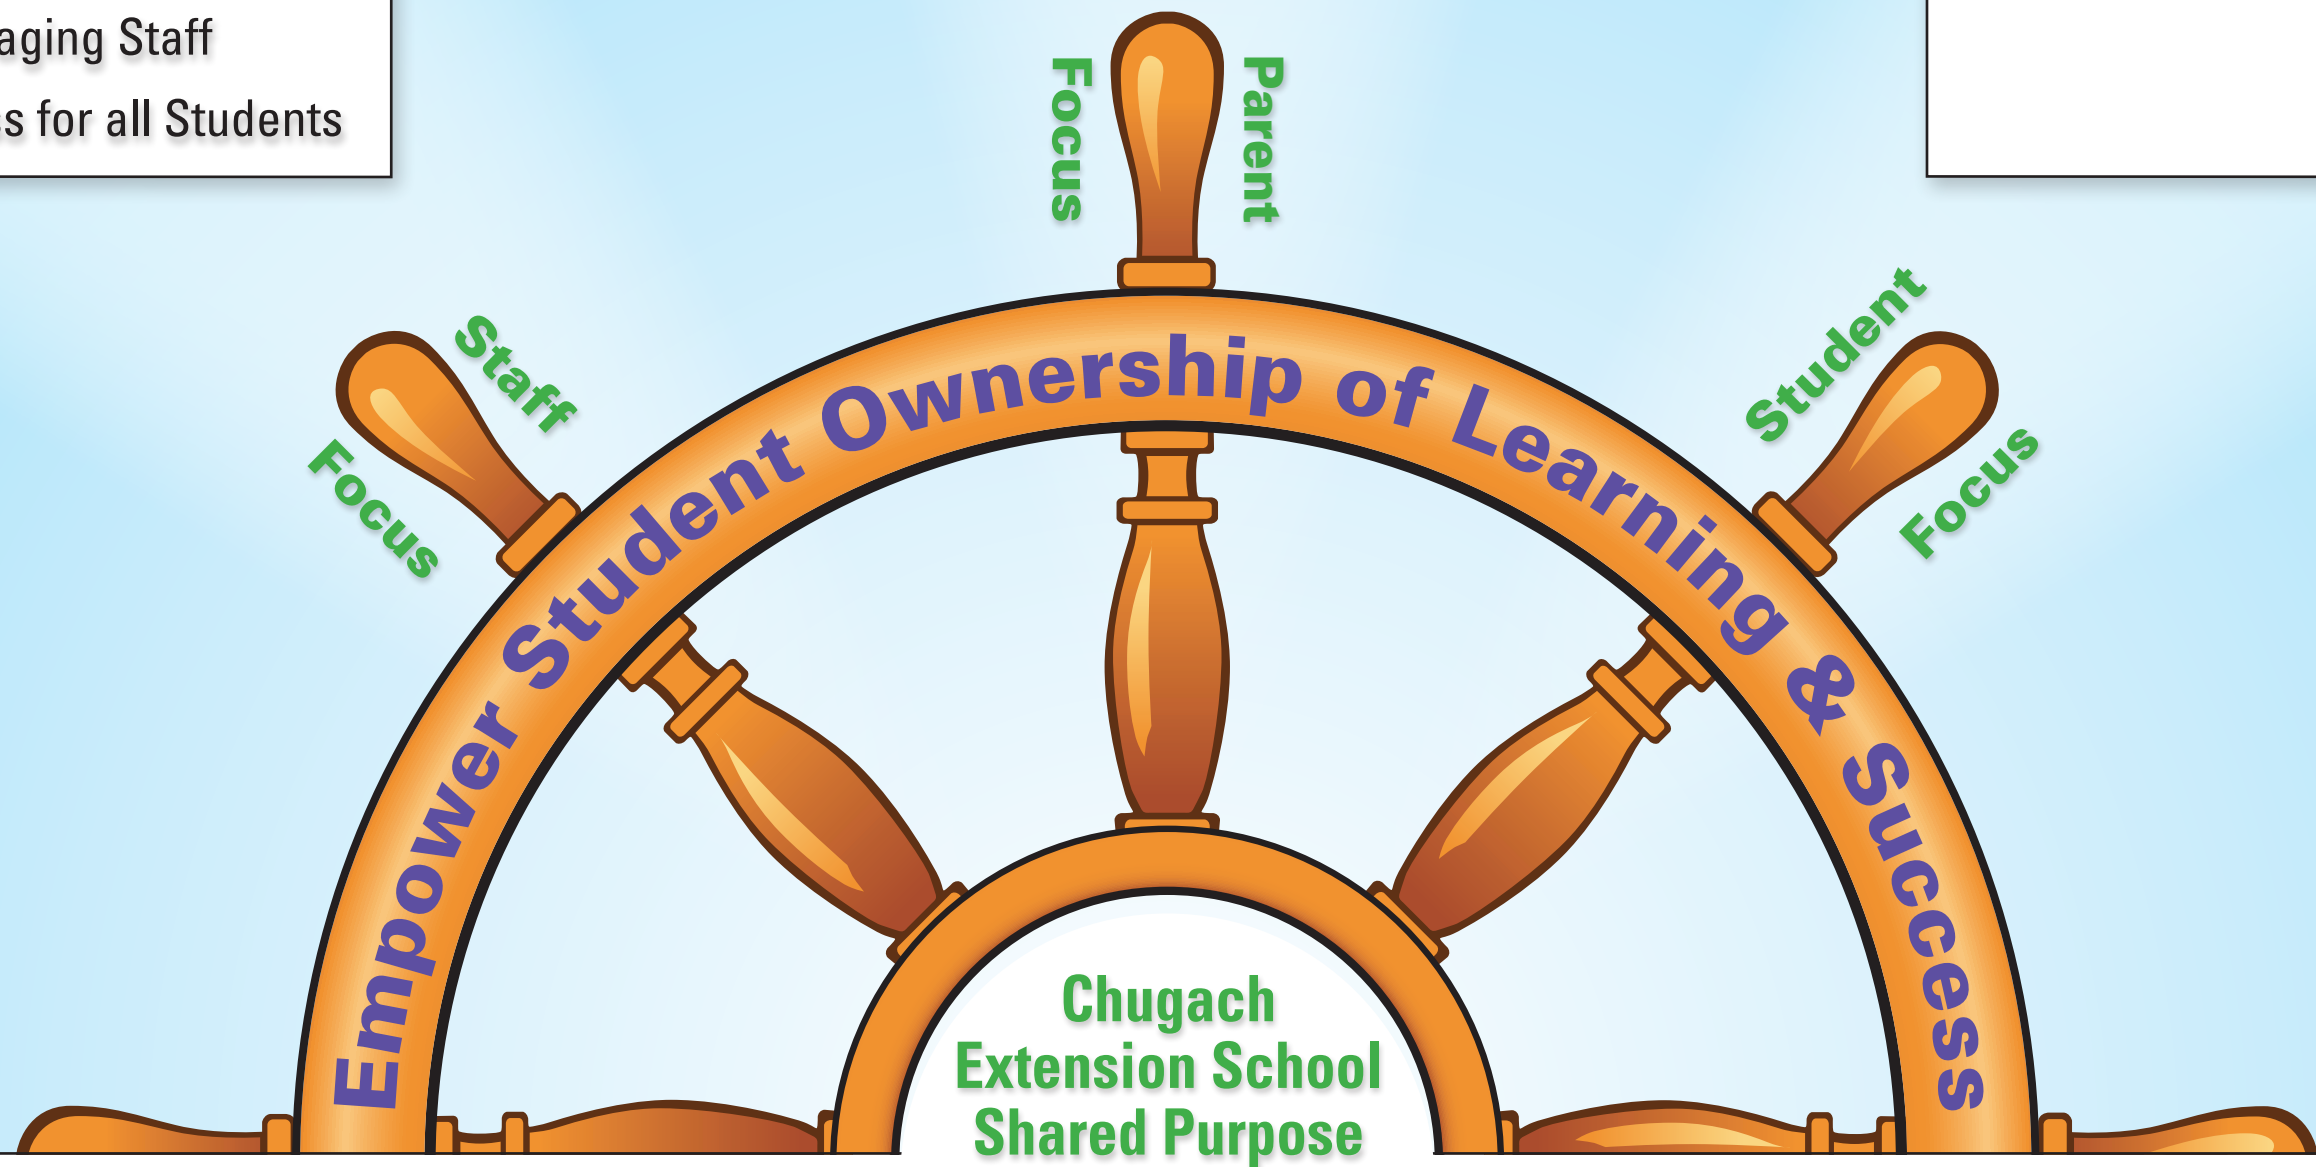 Staff
for all Students
Focus
Parent
Staff
Focus
Student
Focus
Empower Student Ownership of Learning & Success
Chugach
Extension School
Shared Purpose